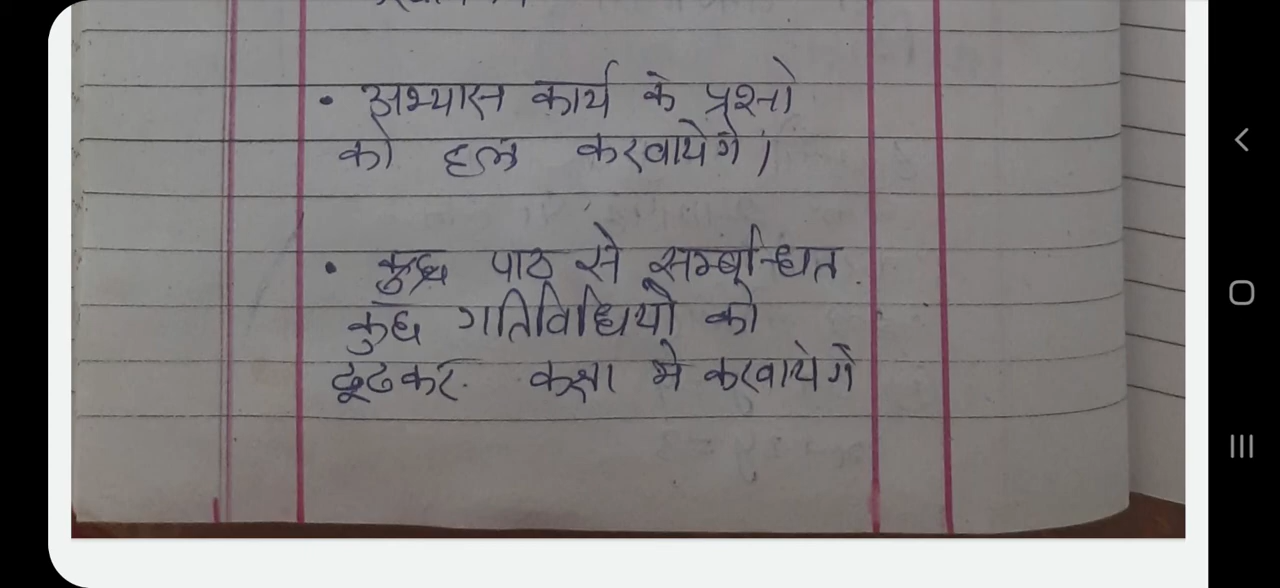 • अभ्यास कार्य के प्रश्नो
को हल करवायेगे।
• कुछ पाठ से सम्बन्धित
कुछ गतिविधियो को
ढूढकर कक्षा मे करवायेगे